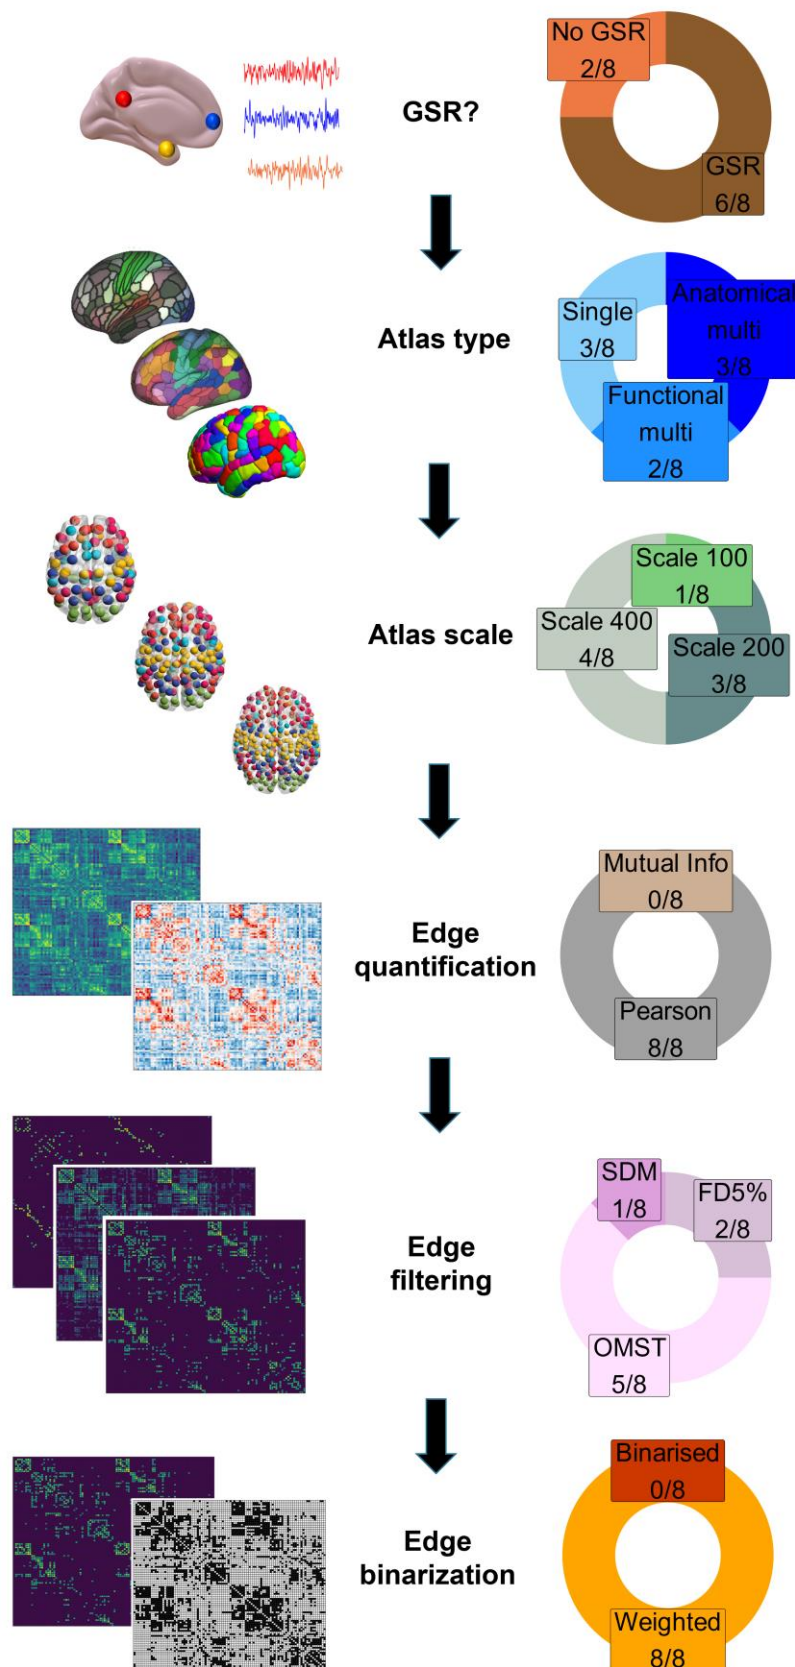 No GSR
2/8
GSR?
GSR
6/8
Atlas type
Single
3/8
Anatomical
multi
3/8
Functional
multi
2/8
Atlas scale
Scale 100
1/8
Scale 400
4/8
Scale 200
3/8
Edge
quantification
Mutual Info
0/8
Pearson
8/8
Edge
filtering
SDM
1/8
FD5%
2/8
OMST
5/8
Edge
binarization
Binarised
0/8
Weighted
8/8